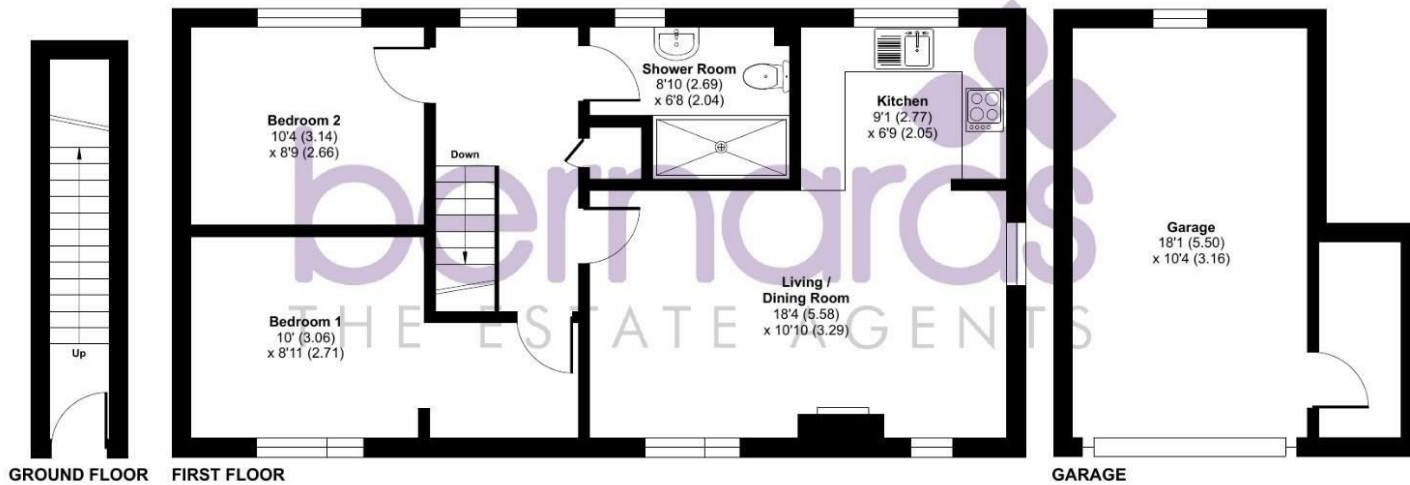 Bedroom 2
10'4 (3.14)
x 8'9 (2.66)
Down
Shower Room
8'10 (2.69)
x 6'8 (2.04)
Kitchen
9'1 (2.77)
x 6'9 (2.05)
bernards
THE ESTATE AGENTS
Bedroom 1
10' (3.06)
x 8'11 (2.71)
Living /
Dining Room
18'4 (5.58)
x 10'10 (3.29)
Garage
18'1 (5.50)
x 10'4 (3.16)
Up
GROUND FLOOR
FIRST FLOOR
GARAGE